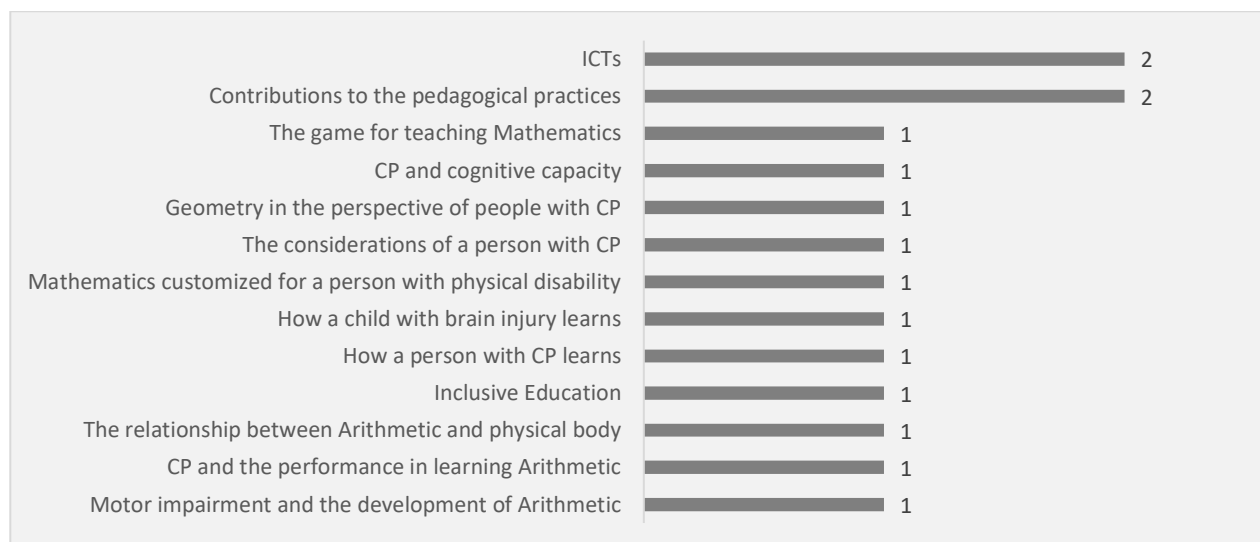 ICTs 2
Contributions to the pedagogical practices 2
The game for teaching Mathematics 1
CP and cognitive capacity 1
Geometry in the perspective of people with CP 1
The considerations of a person with CP 1
Mathematics customized for a person with physical disability 1
How a child with brain injury learns 1
How a person with CP learns 1
Inclusive Education 1
The relationship between Arithmetic and physical body 1
CP and the performance in learning Arithmetic 1
Motor impairment and the development of Arithmetic 1